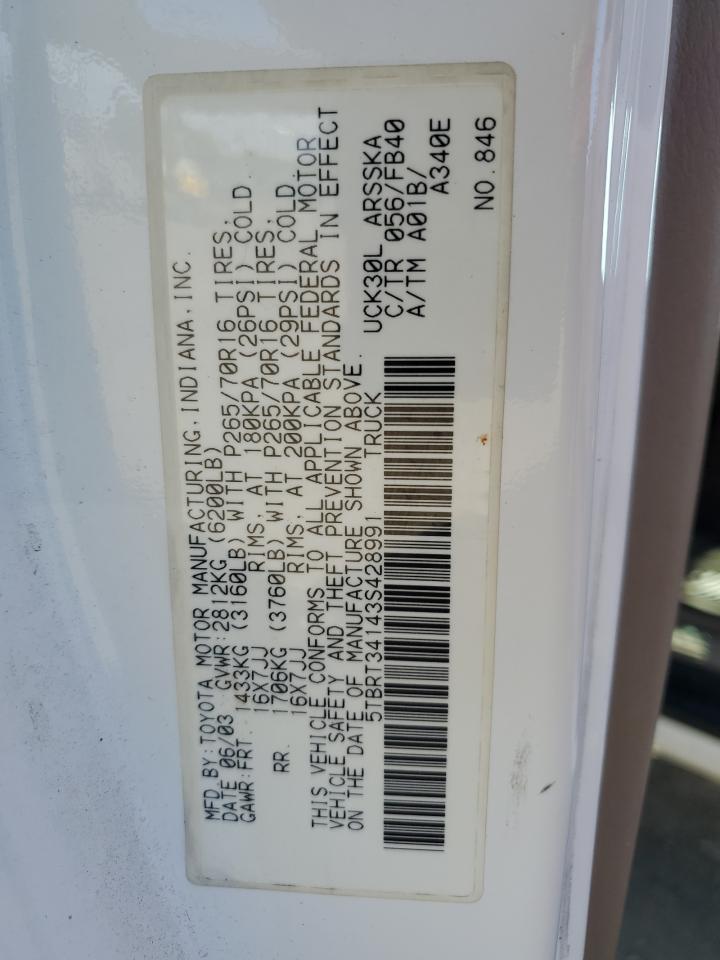 MFD BY: TOYOTA MOTOR MANUFACTURING, INDIANA, INC.
DATE 06/03 GVWR: 2812KG (6200LB)
GAWR: FRT. 1433KG (3160LB) WITH P265/70R16 TIRES,
16X7JJ RIMS, AT 180KPA (26PSI) COLD.
RR. 1706KG (3760LB) WITH P265/70R16 TIRES,
16X7JJ RIMS, AT 200KPA (29PSI) COLD.
THIS VEHICLE CONFORMS TO ALL APPLICABLE FEDERAL MOTOR
VEHICLE SAFETY AND THEFT PREVENTION STANDARDS IN EFFECT
ON THE DATE OF MANUFACTURE SHOWN ABOVE.
5TBRT34143S428991 TRUCK
UCK30L ARSSKA
C/TR 056/FB40
A/TM A01B/
A340E
NO. 846